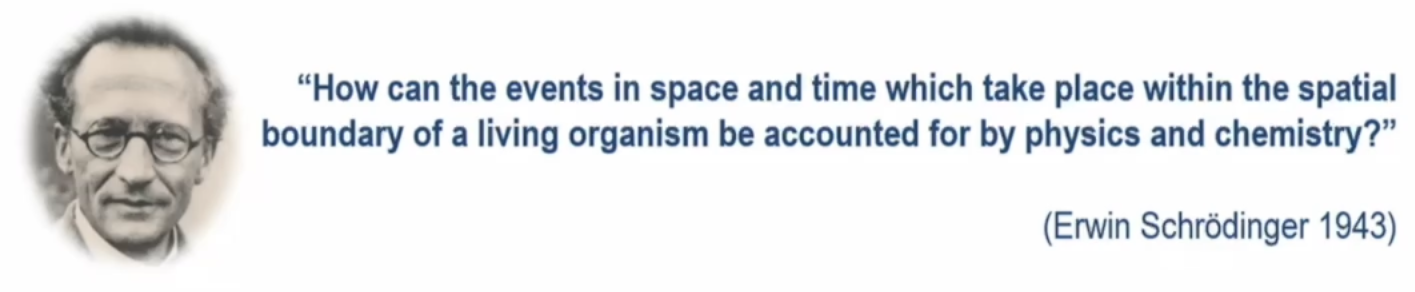 “How can the events in space and time which take place within the spatial
boundary of a living organism be accounted for by physics and chemistry?”
(Erwin Schrödinger 1943)